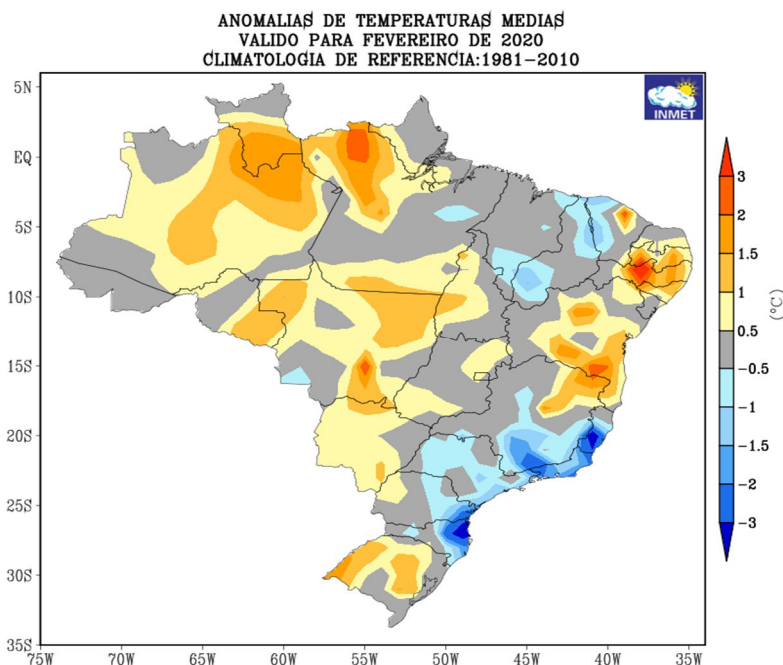 ANOMALIAS DE TEMPERATURAS MEDIAS
VALIDO PARA FEVEREIRO DE 2020
CLIMATOLOGIA DE REFERENCIA:1981−2010
INMET
5N
EQ
5S
10S
15S
20S
25S
30S
35S
75W 70W 65W 60W 55W 50W 45W 40W 35W
3
2
1.5
1
0.5
−0.5
−1
−1.5
−2
−3
(°C)